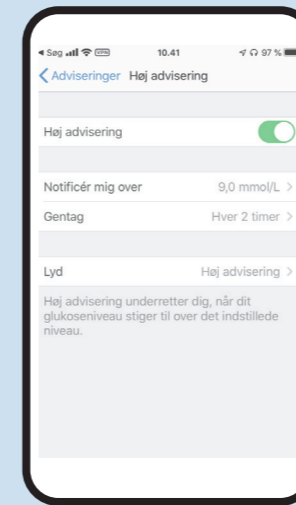 ◀ Søg VPN 10.41 97 %
Adviseringer Høj advisering
Høj advisering
Notificér mig over 9,0 mmol/L
Gentag Hver 2 timer
Lyd Høj advisering
Høj advisering underretter dig, når dit
glukoseniveau stiger til over det indstillede
niveau.